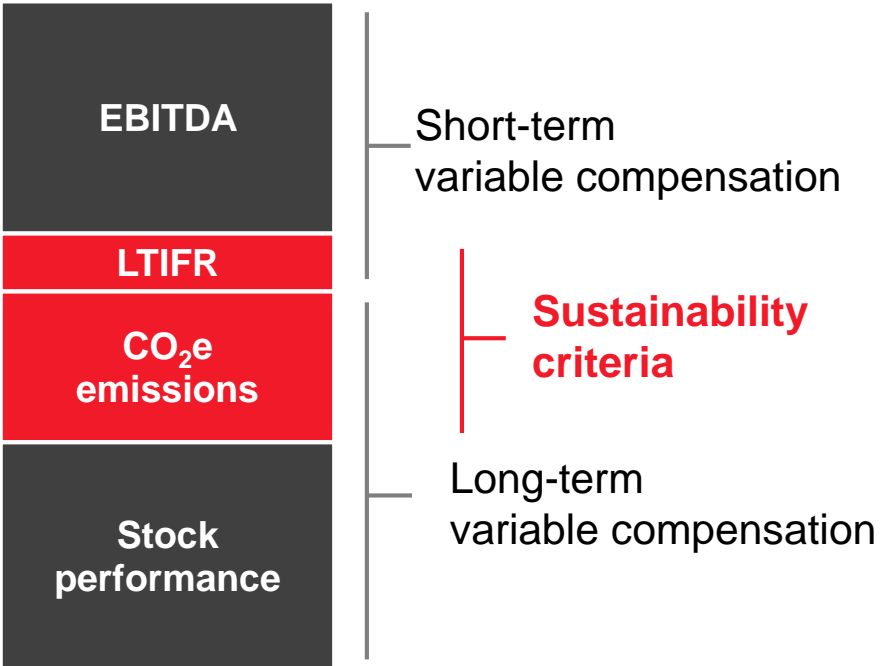 EBITDA
Short-term
variable compensation
LTIFR
CO₂e
emissions
Sustainability
criteria
Long-term
variable compensation
Stock
performance